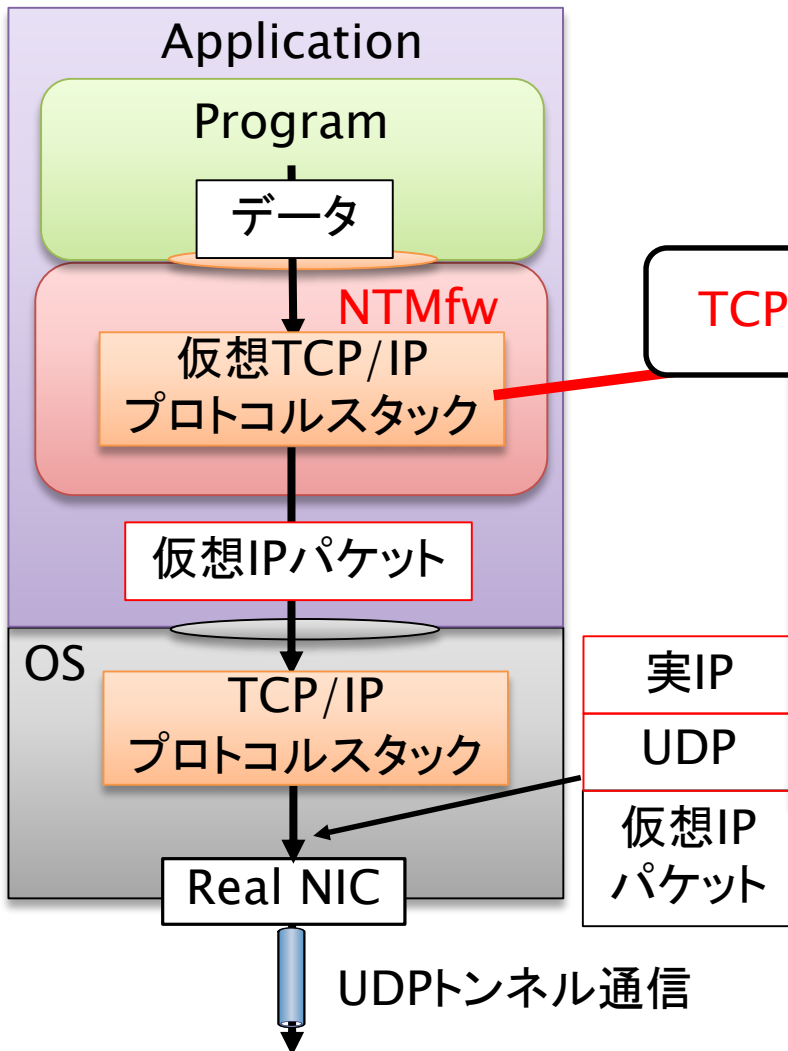 Application
Program
データ
NTMfw
仮想TCP/IP
プロトコルスタック
TCP
仮想IPパケット
OS
TCP/IP
プロトコルスタック
実IP
UDP
仮想IP
パケット
Real NIC
UDPトンネル通信